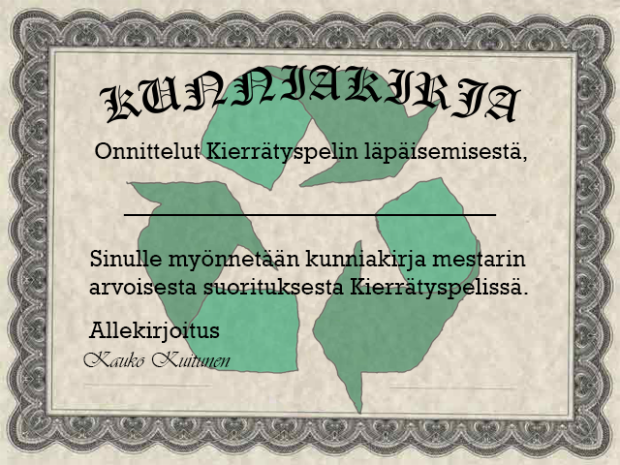 KUNNIAKIRJA
Onnittelut Kierrätyspelin läpäisemisestä,
Sinulle myönnetään kunniakirja mestarin
arvoisesta suorituksesta Kierrätyspelissä.
Allekirjoitus
Kauko Kuitunen